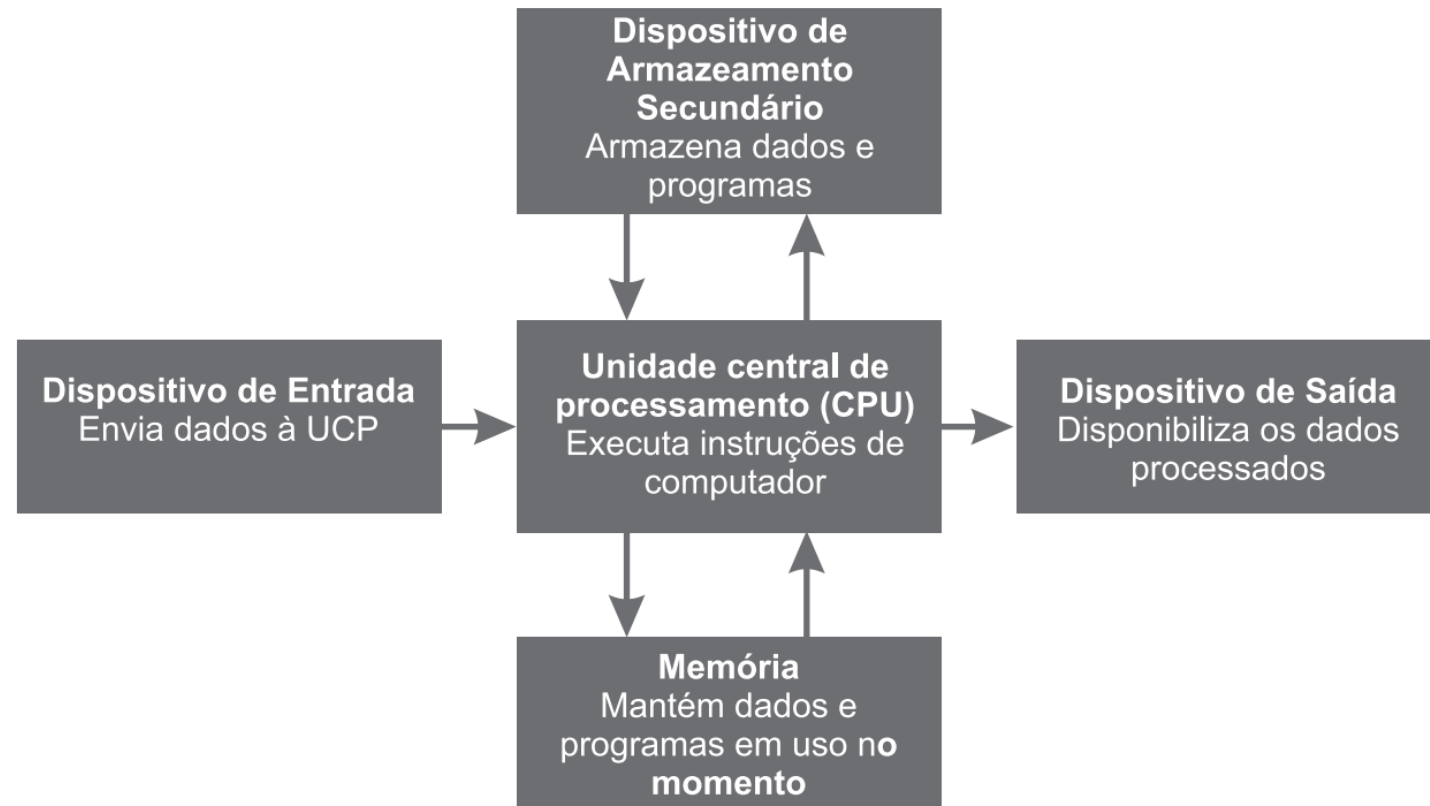 Dispositivo de
Armazeamento
Secundário
Armazena dados e
programas
Dispositivo de Entrada
Envia dados à UCP
Unidade central de
processamento (CPU)
Executa instruções de
computador
Dispositivo de Saída
Disponibiliza os dados
processados
Memória
Mantém dados e
programas em uso no
momento